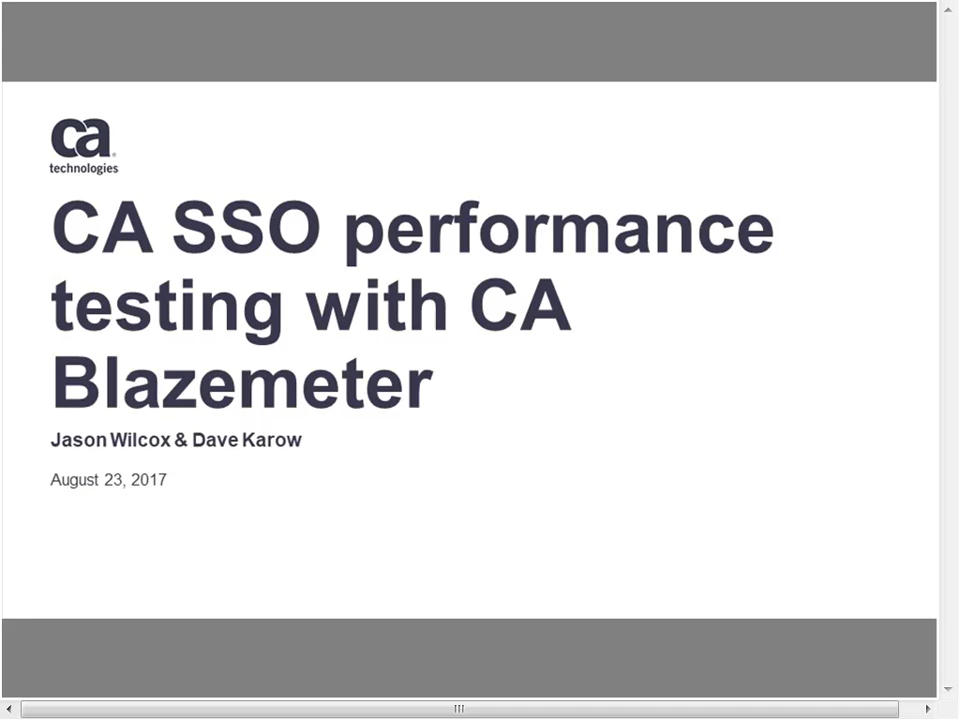 ca
technologies
CA SSO performance
testing with CA
Blazemeter
Jason Wilcox & Dave Karow
August 23, 2017